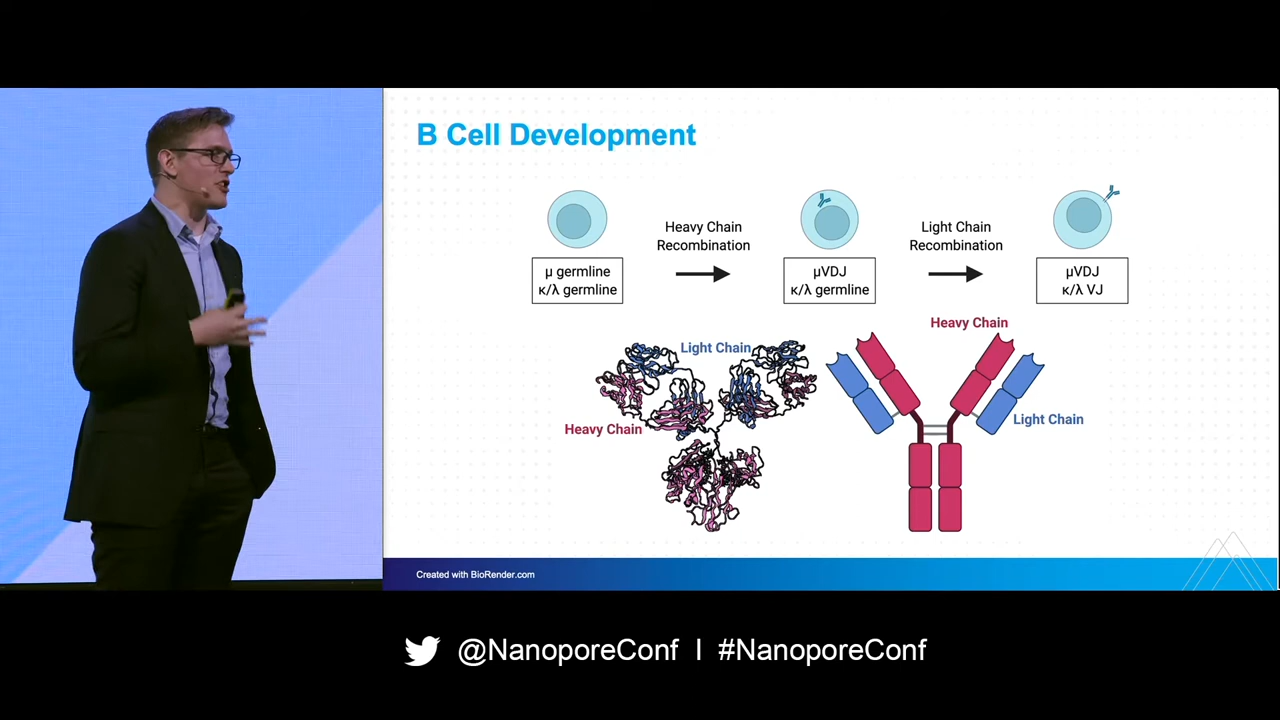 B Cell Development
Heavy Chain
Recombination
Light Chain
Recombination
µ germline
κ/λ germline
µVDJ
κ/λ germline
µVDJ
κ/λ VJ
Light Chain
Heavy Chain
Heavy Chain
Light Chain
Created with BioRender.com
@NanoporeConf | #NanoporeConf